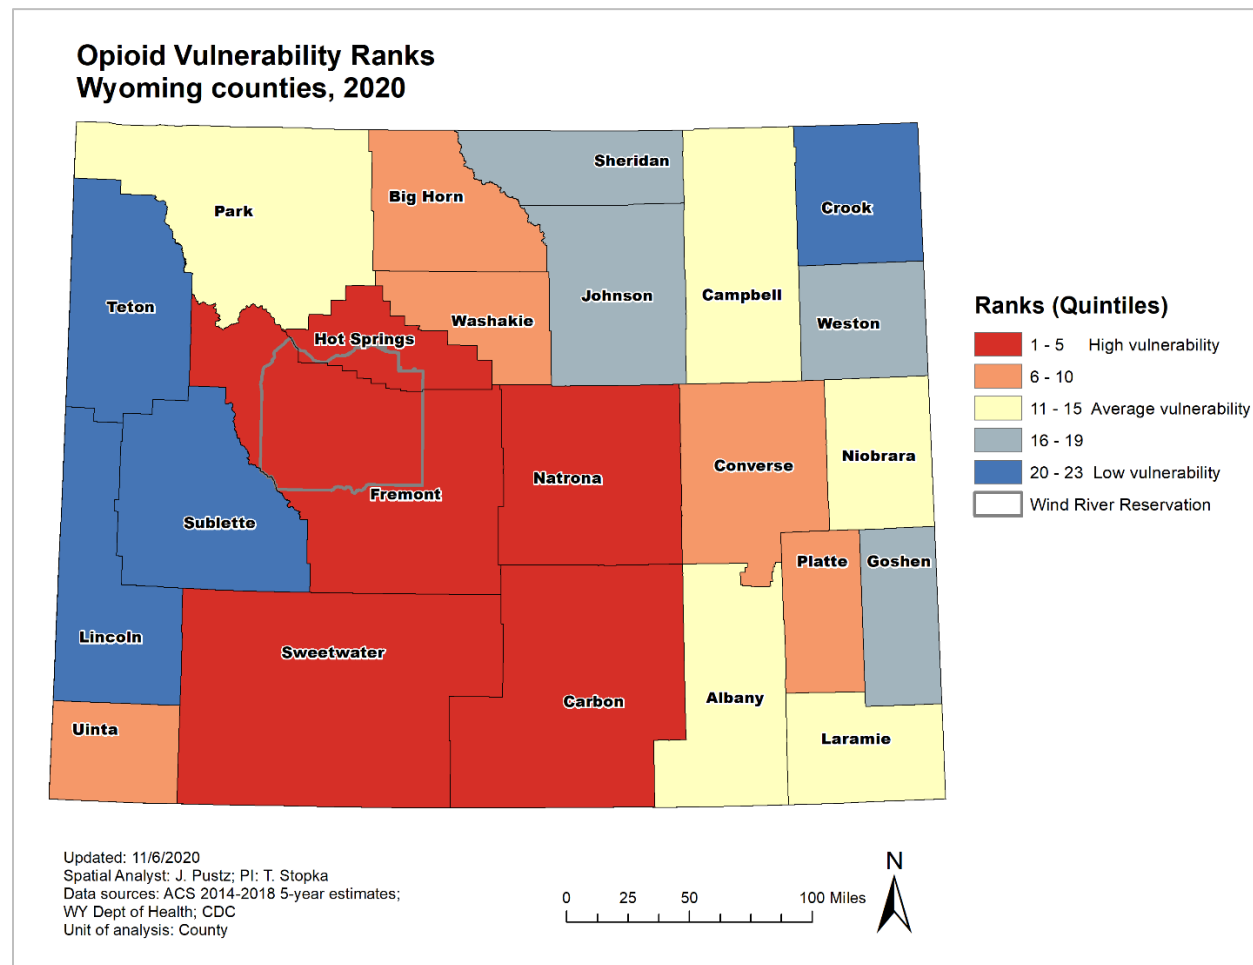 Opioid Vulnerability Ranks
Wyoming counties, 2020
Sheridan
Big Horn
Park
Crook
Johnson
Campbell
Teton
Washakie
Weston
Hot Springs
Niobrara
Converse
Natrona
Fremont
Sublette
Platte
Goshen
Lincoln
Sweetwater
Carbon
Albany
Uinta
Laramie
Ranks (Quintiles)
1 - 5 High vulnerability
6 - 10
11 - 15 Average vulnerability
16 - 19
20 - 23 Low vulnerability
Wind River Reservation
Updated: 11/6/2020
Spatial Analyst: J. Pustz; PI: T. Stopka
Data sources: ACS 2014-2018 5-year estimates;
WY Dept of Health; CDC
Unit of analysis: County
0 25 50 100 Miles
N